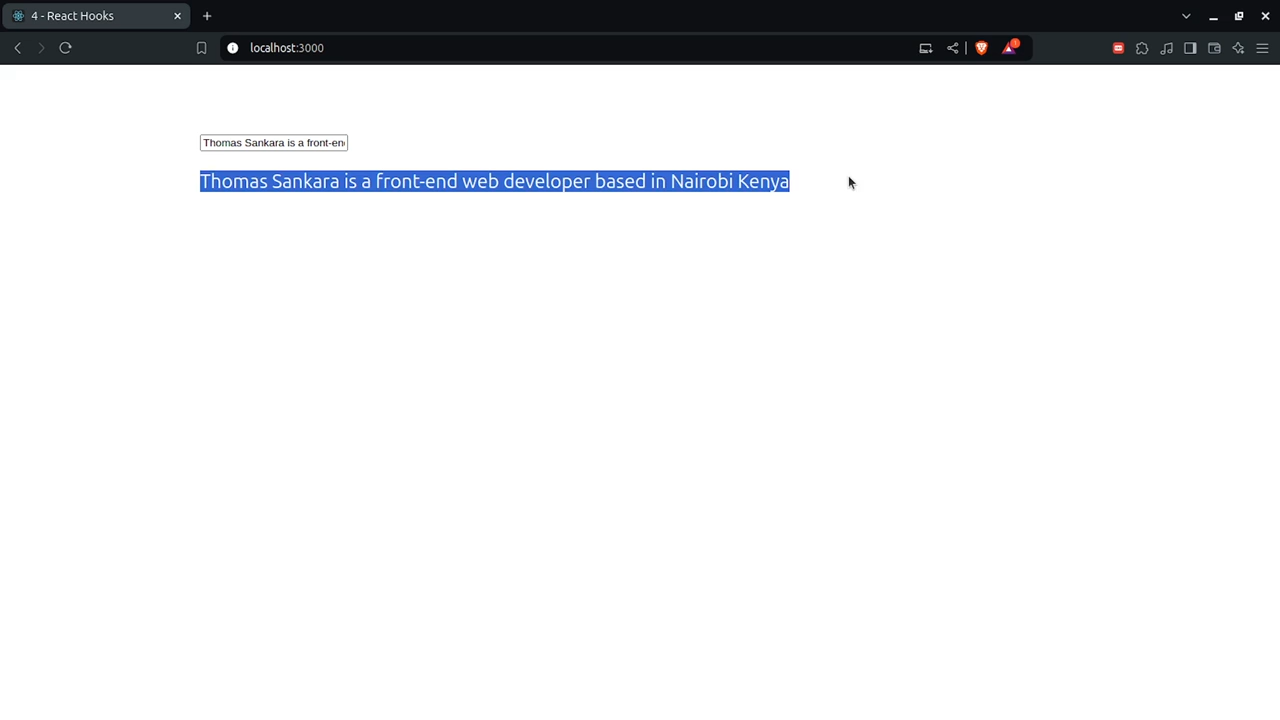 4 - React Hooks
localhost:3000
1
Thomas Sankara is a front-en
Thomas Sankara is a front-end web developer based in Nairobi Kenya